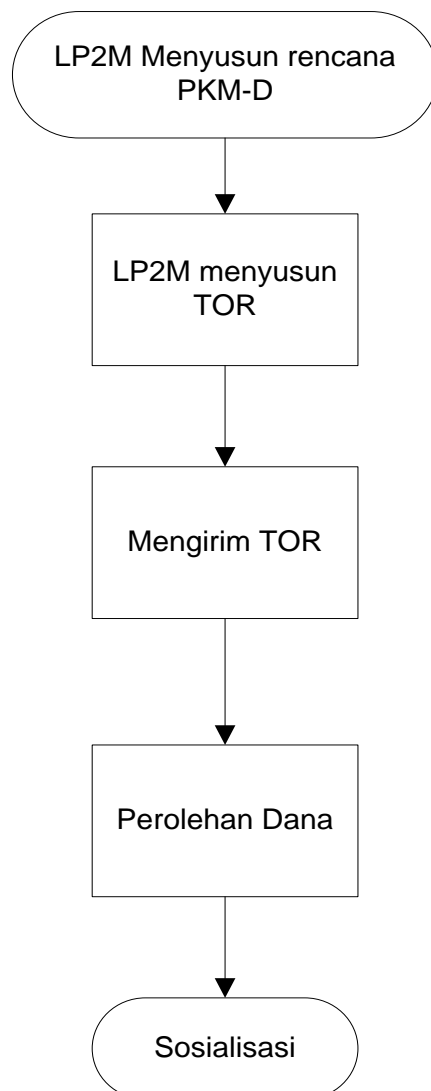 LP2M Menyusun rencana
PKM-D
LP2M menyusun
TOR
Mengirim TOR
Perolehan Dana
Sosialisasi